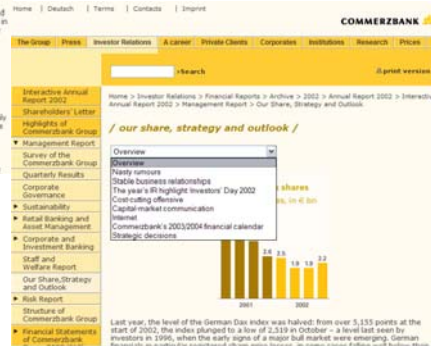 Home | Deutsch | Terms | Contacts | Imprint
COMMERZBANK
The Group Press Investor Relations A career Private Clients Corporates Institutions Research Prices
›Search
print version
Interactive Annual
Report 2002
Shareholders' Letter
Highlights of
Commerzbank Group
Management Report
Survey of the
Commerzbank Group
Quarterly Results
Corporate
Governance
Sustainability
Retail Banking and
Asset Management
Corporate and
Investment Banking
Staff and
Welfare Report
Our Share,Strategy
and Outlook
Risk Report
Structure of
Commerzbank Group
Financial Statements
of Commerzbank
Home > Investor Relations > Financial Reports > Archive > 2002 > Annual Report 2002 > Interactive
Annual Report 2002 > Management Report > Our Share, Strategy and Outlook
/ our share, strategy and outlook /
Overview
Overview
Nasty rumours
Stable business relationships
The year's IR highlight: Investors' Day 2002
Cost-cutting offensive
Capital-market communication
Internet
Commerzbank's 2003/2004 financial calendar
Strategic decisions
shares
es, in € bn
2.6 2.5 1.9 1.9 2.2
2001 2002
Last year, the level of the German Dax index was halved: from over 5,155 points at the
start of 2002, the index plunged to a low of 2,519 in October – a level last seen by
investors in 1996, when the early signs of a major bull market were emerging. German